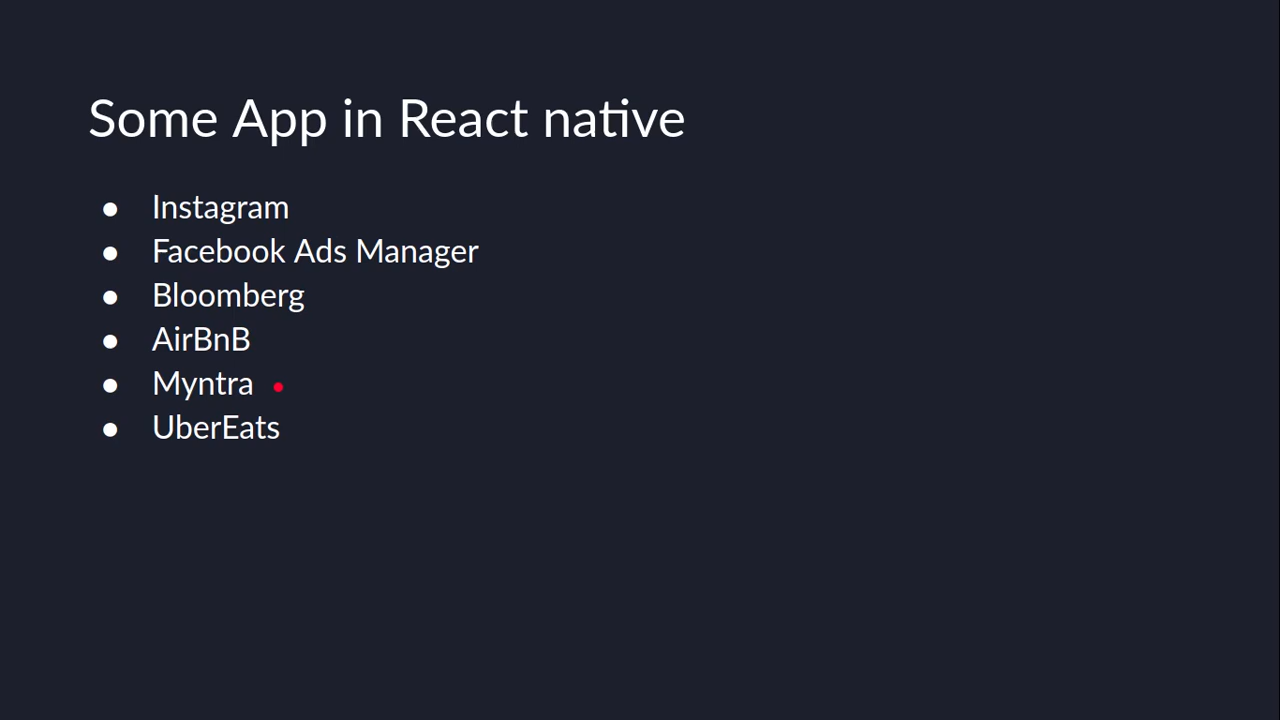 Some App in React native
● Instagram
● Facebook Ads Manager
● Bloomberg
● AirBnB
● Myntra
● UberEats